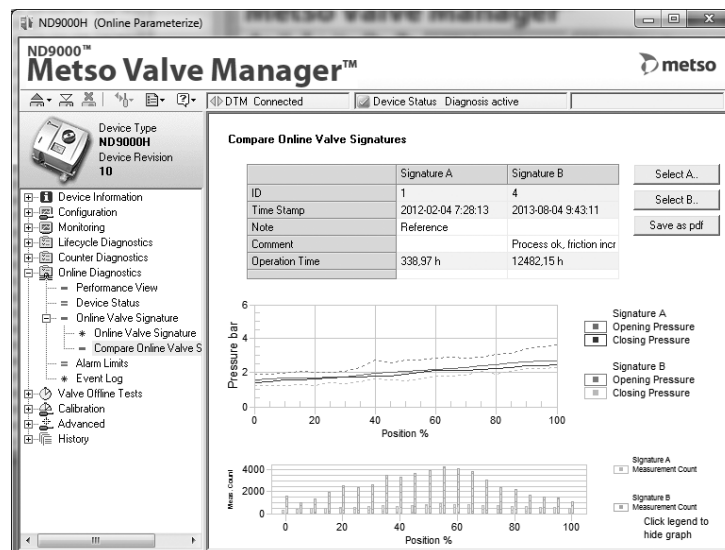 ND9000H (Online Parameterize)
ND9000™
Metso Valve Manager™
metso
DTM Connected
Device Status Diagnosis active
Device Type
ND9000H
Device Revision
10
Device Information
Configuration
Monitoring
Lifecycle Diagnostics
Counter Diagnostics
Online Diagnostics
Performance View
Device Status
Online Valve Signature
Online Valve Signature
Compare Online Valve S
Alarm Limits
Event Log
Valve Offline Tests
Calibration
Advanced
History
Compare Online Valve Signatures
Signature A Signature B
ID 1 4
Time Stamp 2012-02-04 7:28:13 2013-08-04 9:43:11
Note Reference
Comment Process ok, friction incr
Operation Time 338,97 h 12482,15 h
Select A..
Select B..
Save as pdf
Pressure bar
6
4
2
0
0 20 40 60 80 100
Position %
Signature A
Opening Pressure
Closing Pressure
Signature B
Opening Pressure
Closing Pressure
Meas. Count
4000
2000
0
0 20 40 60 80 100
Position %
Signature A
Measurement Count
Signature B
Measurement Count
Click legend to
hide graph